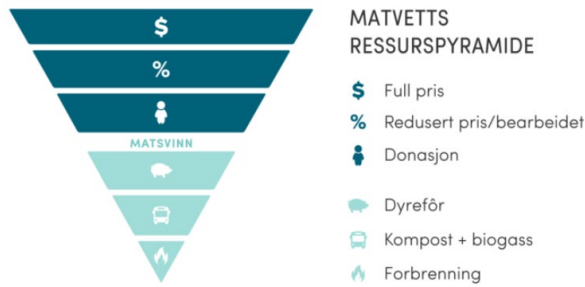 MATVETTS
RESSURSPYRAMIDE
$
%
MATSVINN
$ Full pris
% Redusert pris/bearbeidet
Donasjon
Dyrefôr
Kompost + biogass
Forbrenning